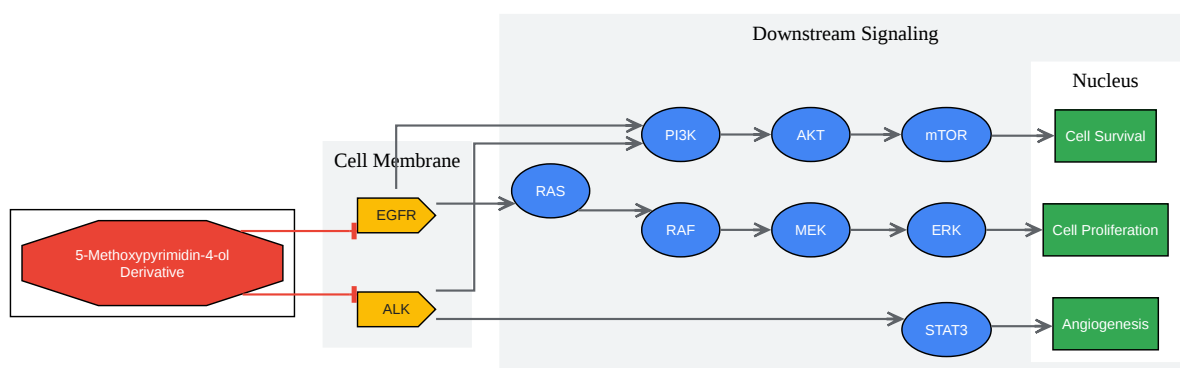 Downstream Signaling
Nucleus
PI3K
AKT
mTOR
Cell Survival
Cell Membrane
RAS
EGFR
RAF
MEK
ERK
Cell Proliferation
5-Methoxypyrimidin-4-ol
Derivative
ALK
STAT3
Angiogenesis